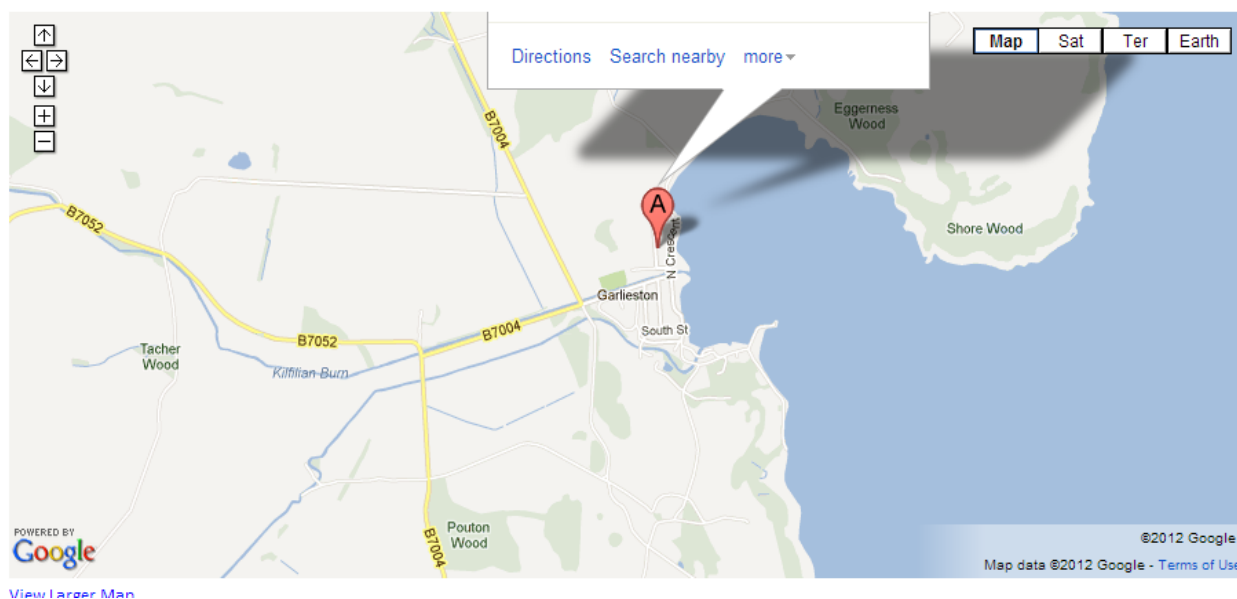 Directions Search nearby more
Map Sat Ter Earth
B7004
Eggerness
Wood
A
B7052
Shore Wood
N Crescent
Garlieston
South St
B7004
B7052
Tacher
Wood
Kilfillan Burn
Pouton
Wood
B7004
POWERED BY
Google
©2012 Google
Map data ©2012 Google - Terms of Use
View Larger Map